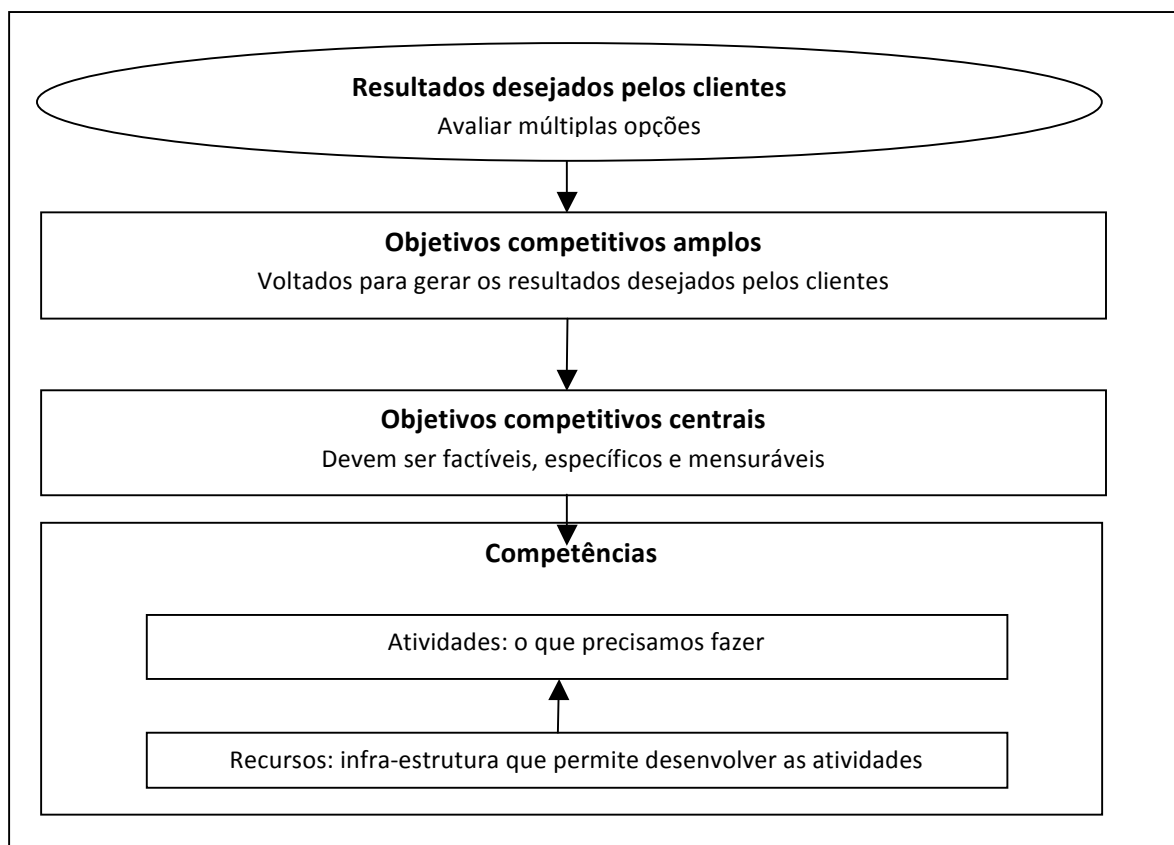 Resultados desejados pelos clientes
Avaliar múltiplas opções
Objetivos competitivos amplos
Voltados para gerar os resultados desejados pelos clientes
Objetivos competitivos centrais
Devem ser factíveis, específicos e mensuráveis
Competências
Atividades: o que precisamos fazer
Recursos: infra-estrutura que permite desenvolver as atividades